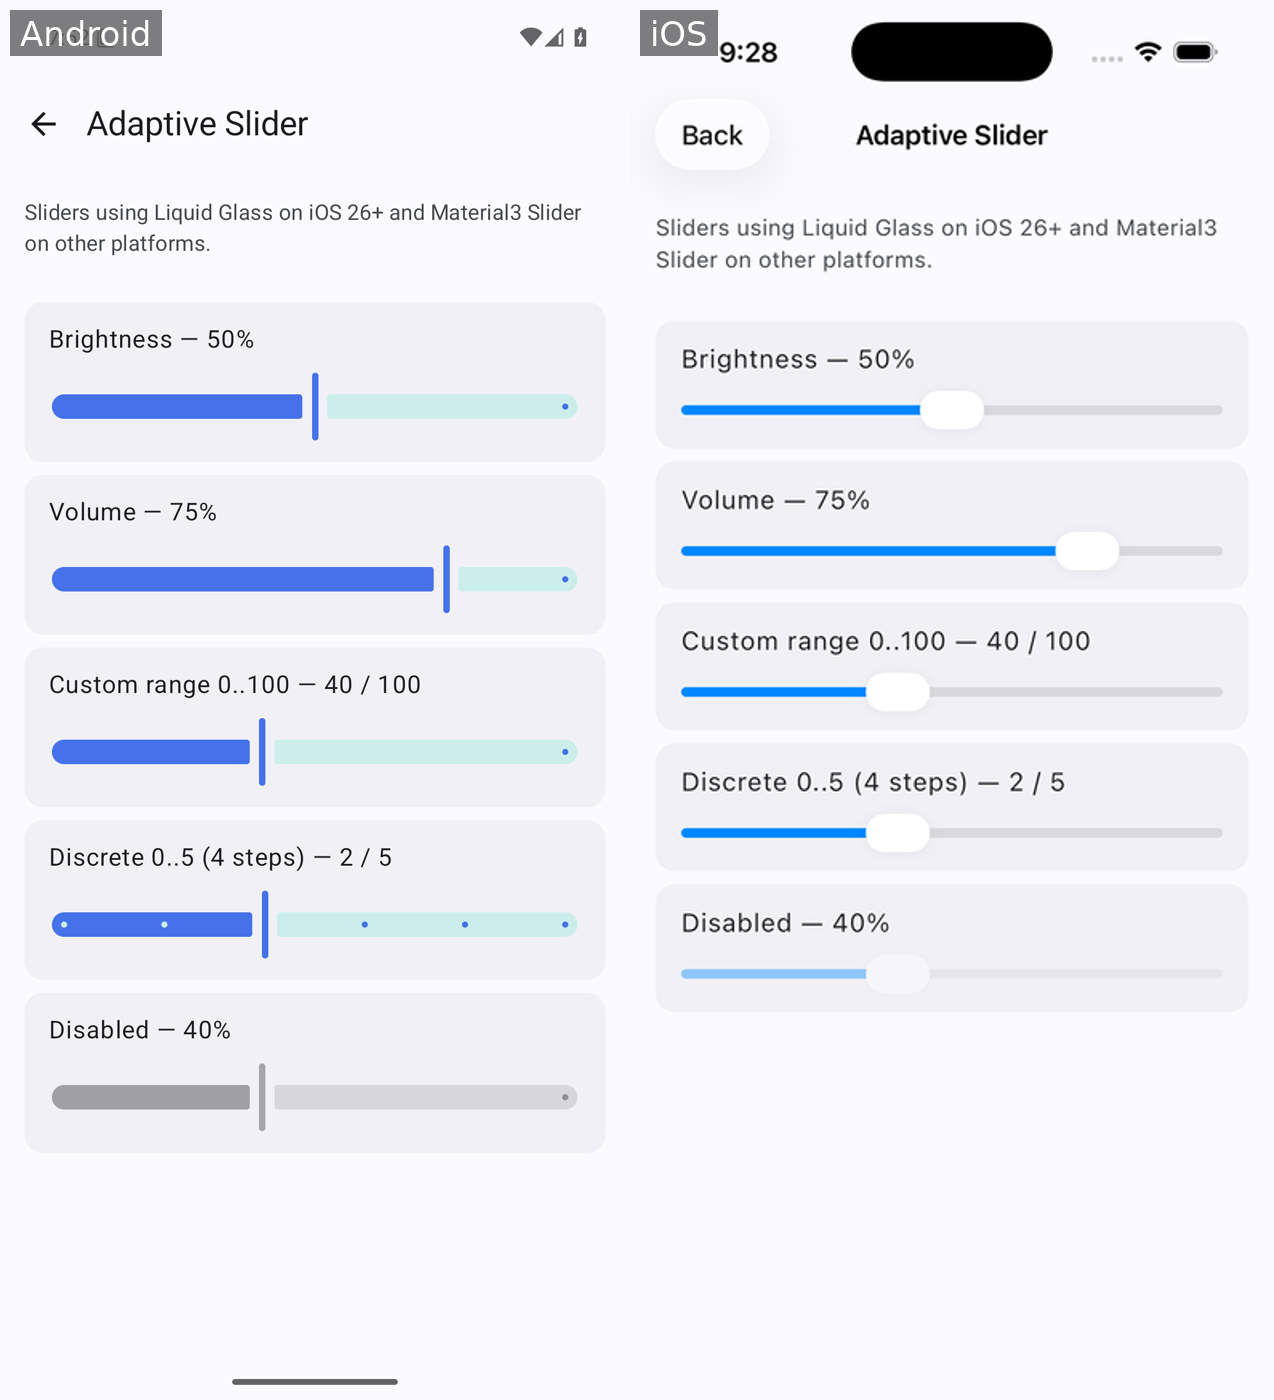 Android
Adaptive Slider
Sliders using Liquid Glass on iOS 26+ and Material3 Slider
on other platforms.
Brightness — 50%
Volume — 75%
Custom range 0..100 — 40 / 100
Discrete 0..5 (4 steps) — 2 / 5
Disabled — 40%
iOS
9:28
Back
Adaptive Slider
Sliders using Liquid Glass on iOS 26+ and Material3
Slider on other platforms.
Brightness — 50%
Volume — 75%
Custom range 0..100 — 40 / 100
Discrete 0..5 (4 steps) — 2 / 5
Disabled — 40%